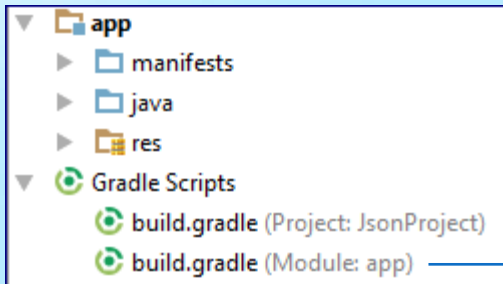 app
manifests
java
res
Gradle Scripts
build.gradle (Project: JsonProject)
build.gradle (Module: app)